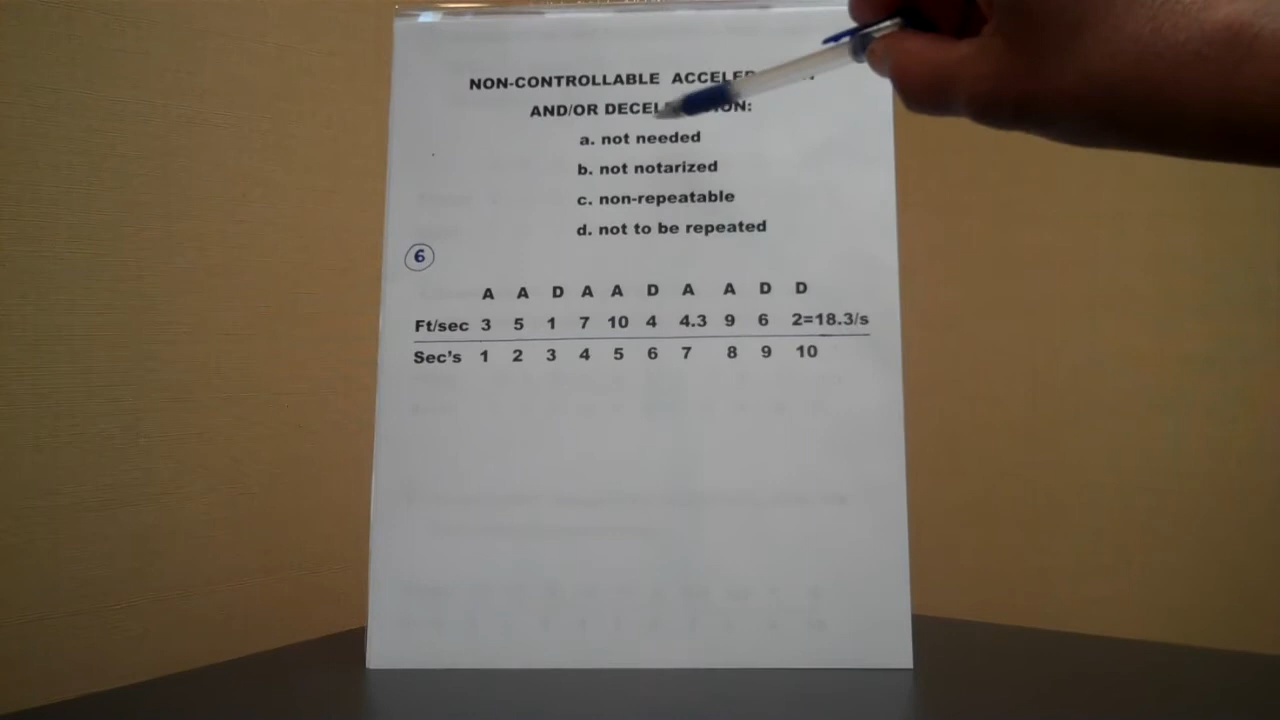 NON-CONTROLLABLE
AND/OR
a. not needed
b. not notarized
c. non-repeatable
d. not to be repeated
6
A A D A A D A A D D
Ft/sec 3 5 1 7 10 4 4.3 9 6 2=18.3/s
Sec's 1 2 3 4 5 6 7 8 9 10